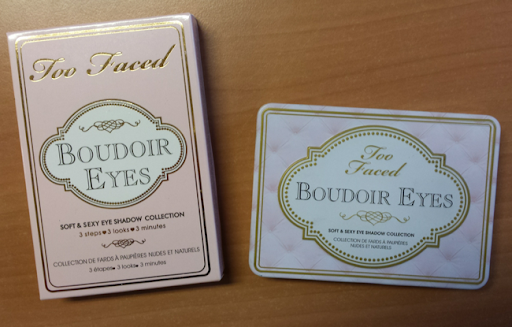 Too Faced
BOUDOIR
EYES
SOFT & SEXY EYE SHADOW COLLECTION
3 steps♥3 looks♥3 minutes
COLLECTION DE FARDS À PAUPIÈRES NUDES ET NATURELS
3 étapes♥3 looks♥3 minutes
Too
Faced
BOUDOIR EYES
SOFT & SEXY EYE SHADOW COLLECTION
COLLECTION DE FARDS À PAUPIÈRES
NUDES ET NATURELS